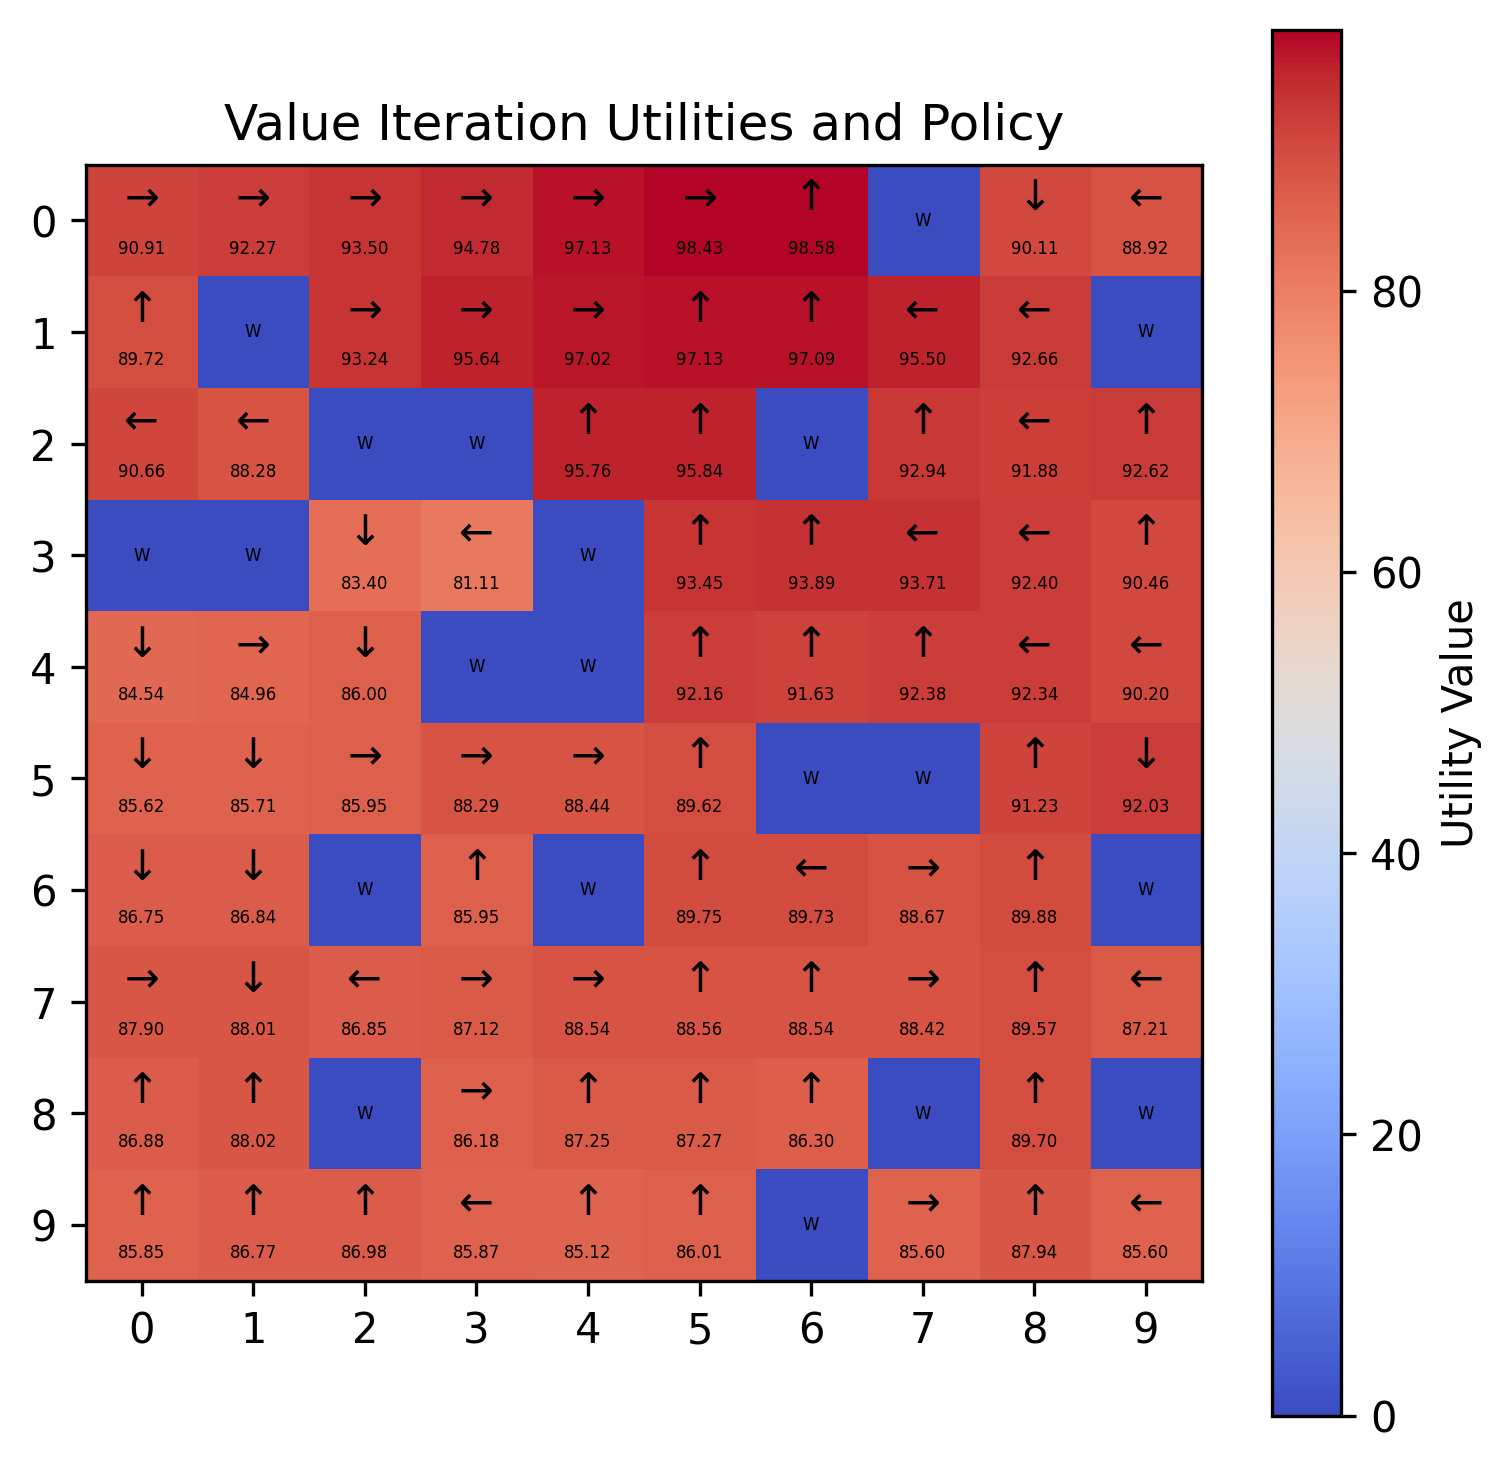 Value Iteration Utilities and Policy
0 → → → → → → ↑ W ↓ ←
90.91 92.27 93.50 94.78 97.13 98.43 98.58 90.11 88.92
1 ↑ W → → → ↑ ↑ ← ← W
89.72 93.24 95.64 97.02 97.13 97.09 95.50 92.66
2 ← ← W W ↑ ↑ W ↑ ← ↑
90.66 88.28 95.76 95.84 92.94 91.88 92.62
3 W W ↓ ← W ↑ ↑ ← ← ↑
83.40 81.11 93.45 93.89 93.71 92.40 90.46
4 ↓ → ↓ W W ↑ ↑ ↑ ← ←
84.54 84.96 86.00 92.16 91.63 92.38 92.34 90.20
5 ↓ ↓ → → → ↑ W W ↑ ↓
85.62 85.71 85.95 88.29 88.44 89.62 91.23 92.03
6 ↓ ↓ W ↑ W ↑ ← → ↑ W
86.75 86.84 85.95 89.75 89.73 88.67 89.88
7 → ↓ ← → → ↑ ↑ → ↑ ←
87.90 88.01 86.85 87.12 88.54 88.56 88.54 88.42 89.57 87.21
8 ↑ ↑ W → ↑ ↑ ↑ W ↑ W
86.88 88.02 86.18 87.25 87.27 86.30 89.70
9 ↑ ↑ ↑ ← ↑ ↑ W → ↑ ←
85.85 86.77 86.98 85.87 85.12 86.01 85.60 87.94 85.60
0 1 2 3 4 5 6 7 8 9
80
60
40
20
0
Utility Value